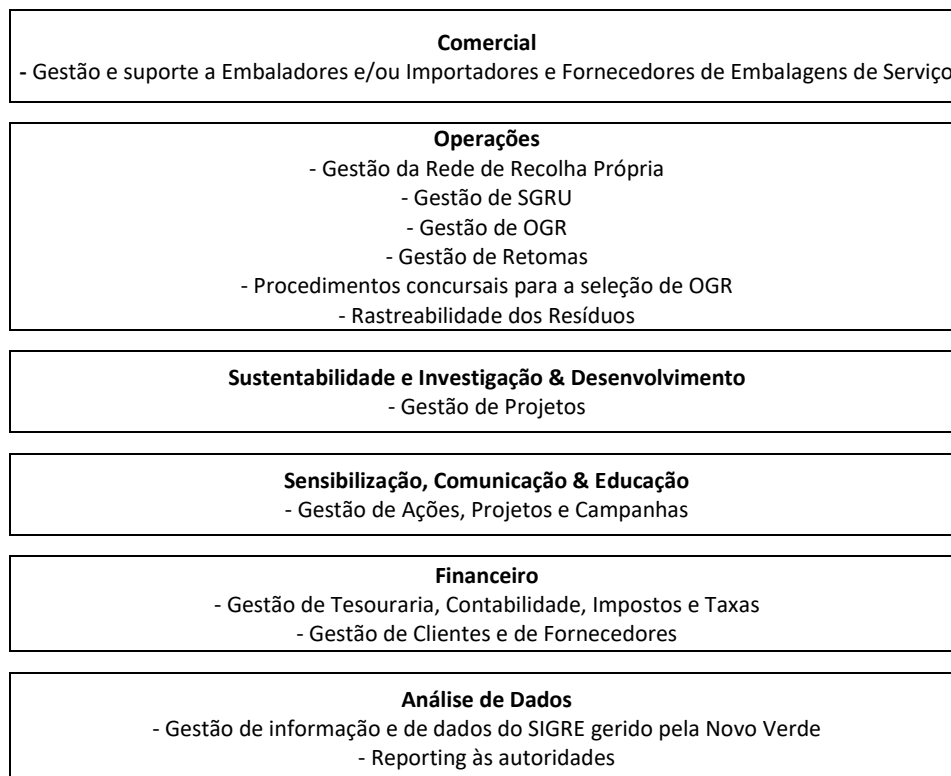 Comercial
- Gestão e suporte a Embaladores e/ou Importadores e Fornecedores de Embalagens de Serviço
Operações
- Gestão da Rede de Recolha Própria
- Gestão de SGRU
- Gestão de OGR
- Gestão de Retomas
- Procedimentos concursais para a seleção de OGR
- Rastreabilidade dos Resíduos
Sustentabilidade e Investigação & Desenvolvimento
- Gestão de Projetos
Sensibilização, Comunicação & Educação
- Gestão de Ações, Projetos e Campanhas
Financeiro
- Gestão de Tesouraria, Contabilidade, Impostos e Taxas
- Gestão de Clientes e de Fornecedores
Análise de Dados
- Gestão de informação e de dados do SIGRE gerido pela Novo Verde
- Reporting às autoridades